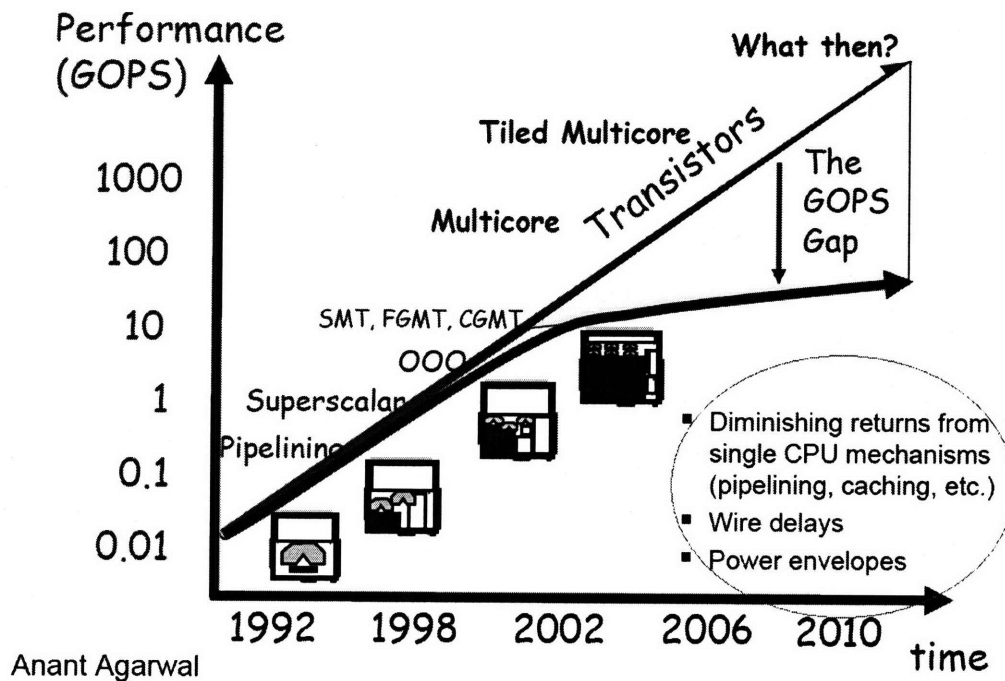 Performance
(GOPS)
What then?
Tiled Multicore
Transistors
1000
The
GOPS
Gap
Multicore
100
SMT, FGMT, CGMT
10
OOO
1
Superscalar
Pipelining
0.1
0.01
▪ Diminishing returns from
single CPU mechanisms
(pipelining, caching, etc.)
▪ Wire delays
▪ Power envelopes
1992
1998
2002
2006
2010
time
Anant Agarwal